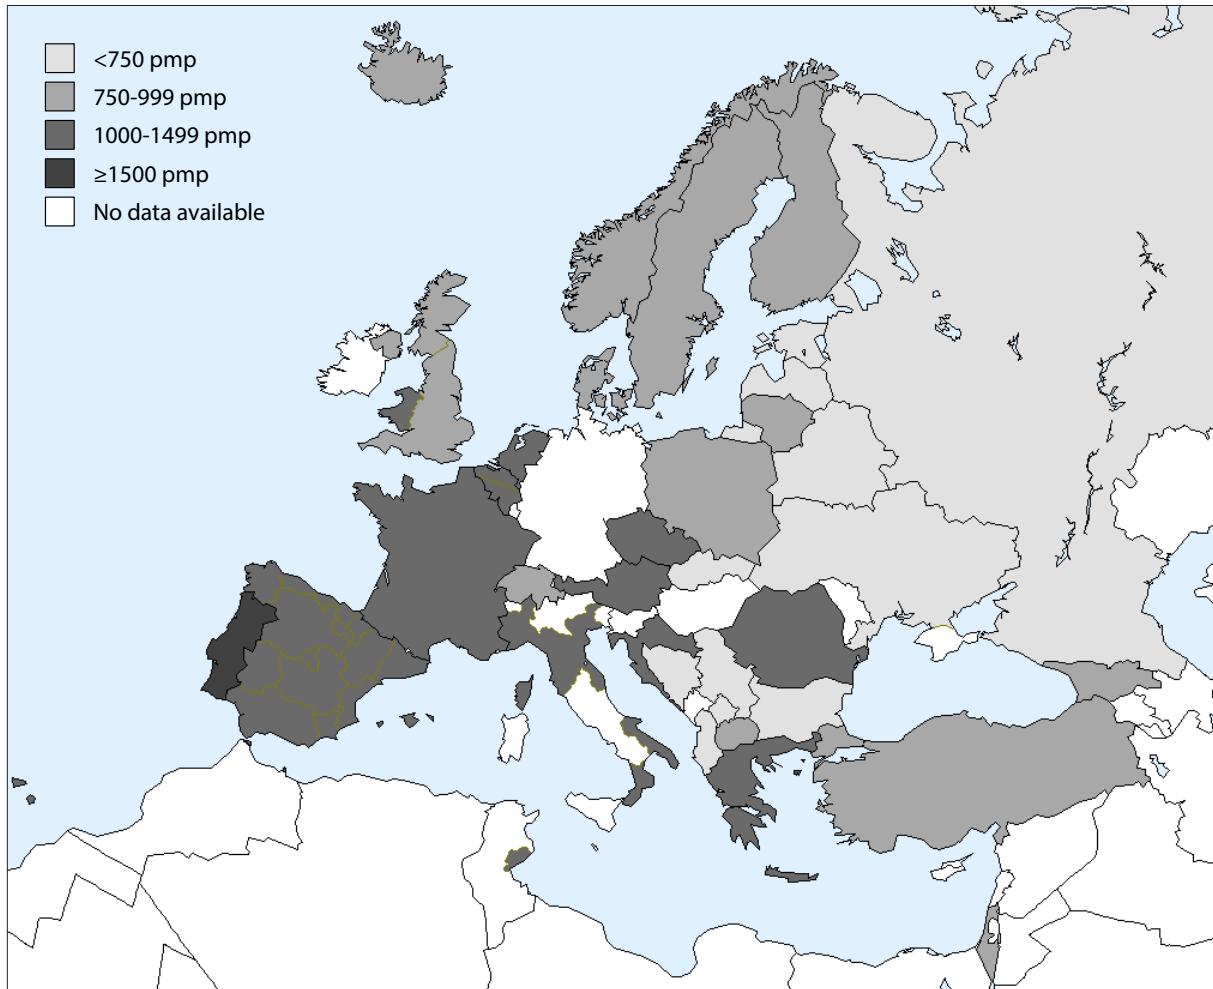 <750 pmp
750-999 pmp
1000-1499 pmp
≥1500 pmp
No data available